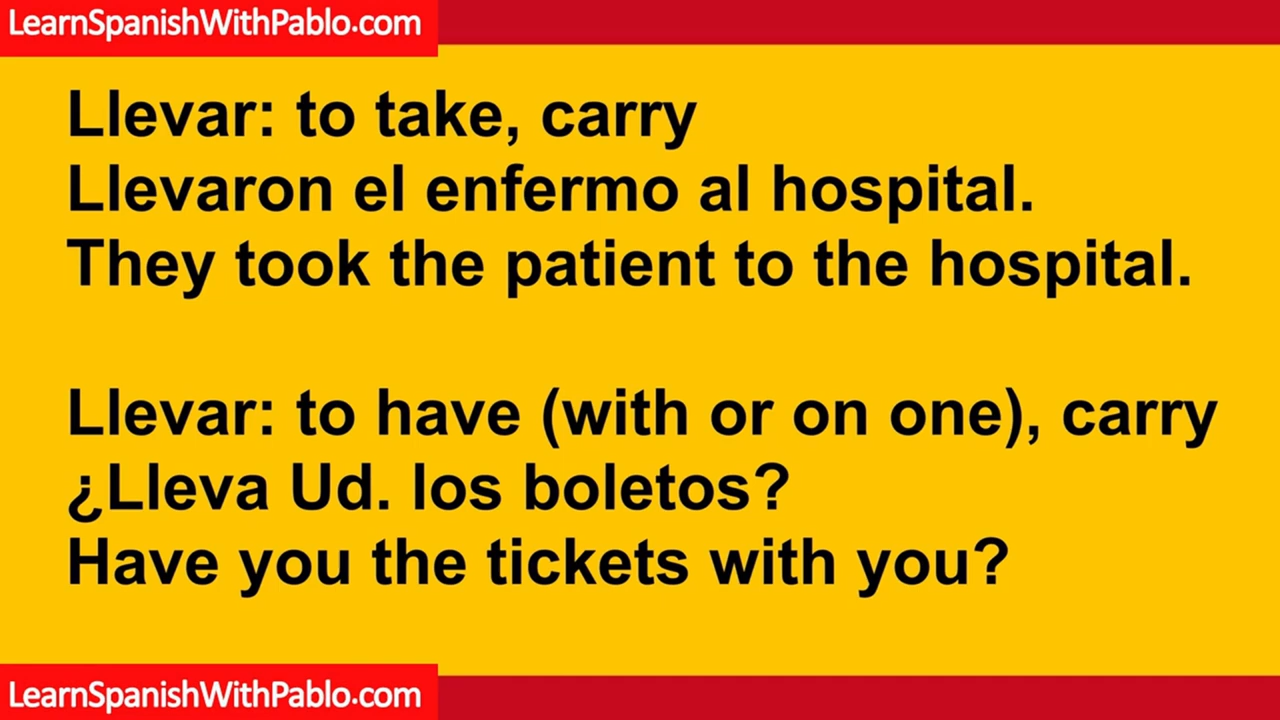 LearnSpanishWithPablo.com
Llevar: to take, carry
Llevaron el enfermo al hospital.
They took the patient to the hospital.
Llevar: to have (with or on one), carry
¿Lleva Ud. los boletos?
Have you the tickets with you?
LearnSpanishWithPablo.com